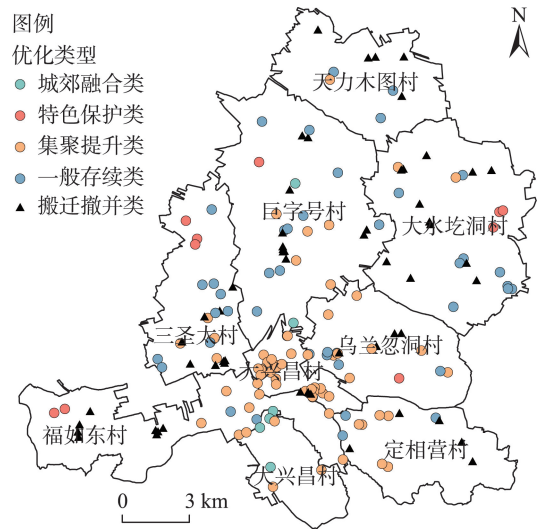 图例
N
优化类型
城郊融合类
特色保护类
集聚提升类
一般存续类
搬迁撤并类
天力木图村
巨字号村
大水圪洞村
三圣太村
乌兰忽洞村
大兴昌村
福如东村
定相营村
大兴昌村
0 3 km